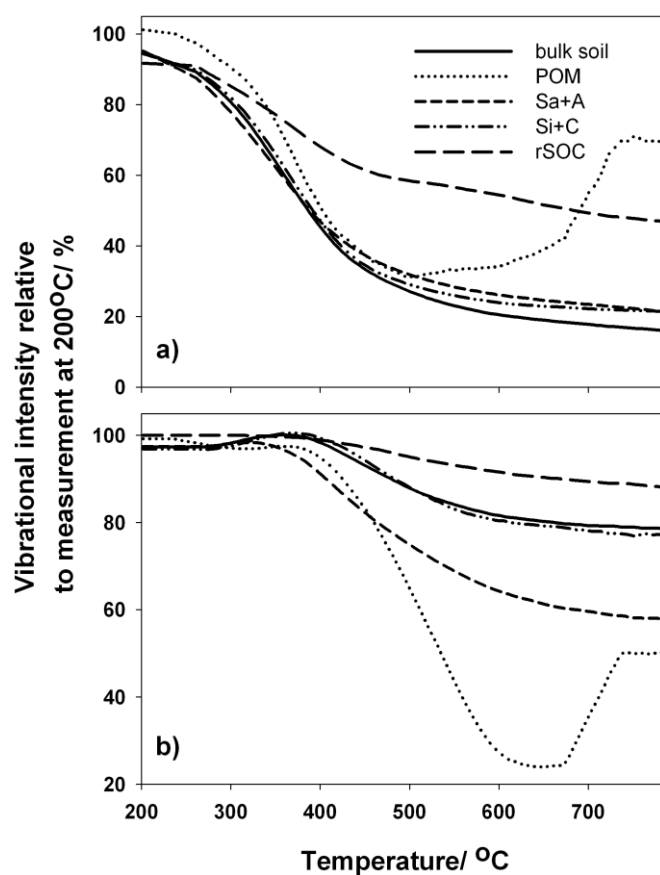 Vibrational intensity relative
to measurement at 200°C/ %
100
80
60
40
20
0
bulk soil
POM
Sa+A
Si+C
rSOC
a)
100
80
60
40
20
b)
200 300 400 500 600 700
Temperature/ °C